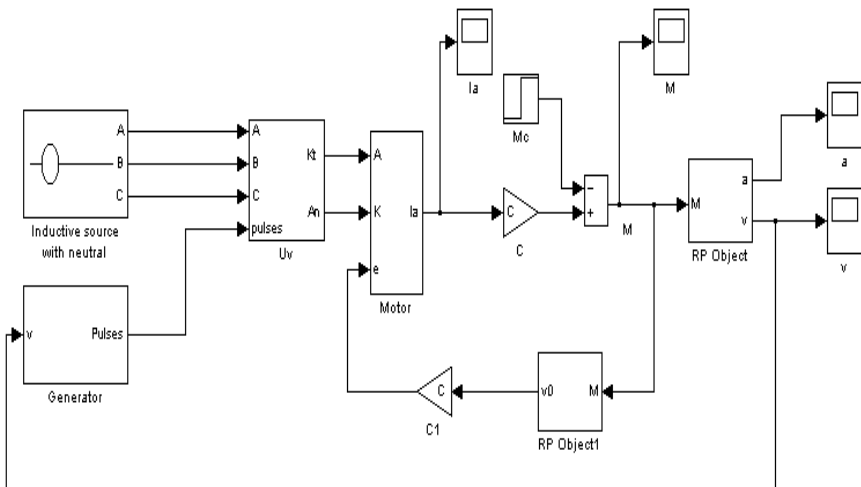 Ia
M
Mc
a
A
B
C
Inductive source
with neutral
A
B
C
pulses
Kt
An
Uv
A
K
e
Ia
Motor
C
C
−
+
M
M
a
v
RP Object
v
v
Pulses
Generator
C
C1
v0
M
RP Object1